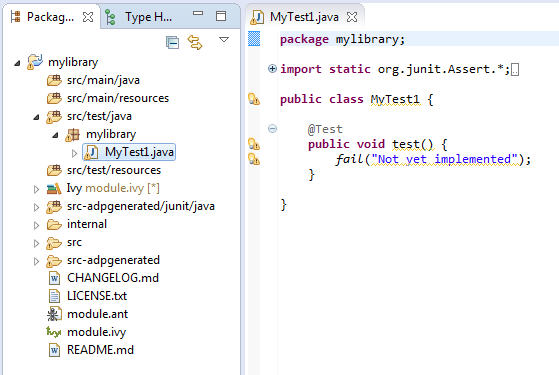 Packag...
Type H...
mylibrary
src/main/java
src/main/resources
src/test/java
mylibrary
MyTest1.java
src/test/resources
Ivy module.ivy [*]
src-adpgenerated/junit/java
internal
src
src-adpgenerated
CHANGELOG.md
LICENSE.txt
module.ant
module.ivy
README.md
MyTest1.java
package mylibrary;
import static org.junit.Assert.*;
public class MyTest1 {
@Test
public void test() {
fail("Not yet implemented");
}
}